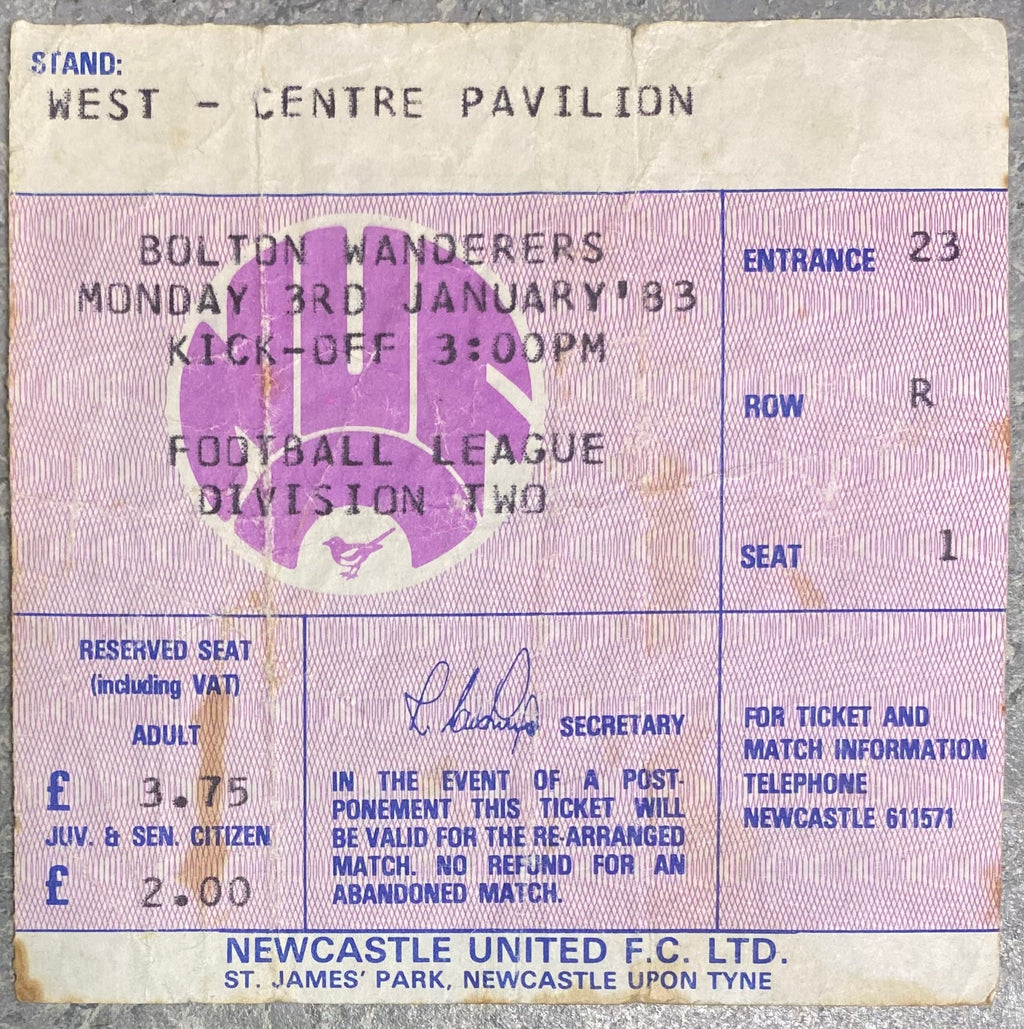 STAND:
WEST - CENTRE PAVILION
BOLTON WANDERERS
MONDAY 3RD JANUARY'83
KICK-OFF 3:00PM
FOOTBALL LEAGUE
DIVISION TWO
ENTRANCE 23
ROW R
SEAT 1
RESERVED SEAT
(including VAT)
ADULT
£ 3.75
JUV. & SEN. CITIZEN
£ 2.00
SECRETARY
IN THE EVENT OF A POST-
PONEMENT THIS TICKET WILL
BE VALID FOR THE RE-ARRANGED
MATCH. NO REFUND FOR AN
ABANDONED MATCH.
FOR TICKET AND
MATCH INFORMATION
TELEPHONE
NEWCASTLE 611571
NEWCASTLE UNITED F.C. LTD.
ST. JAMES' PARK, NEWCASTLE UPON TYNE